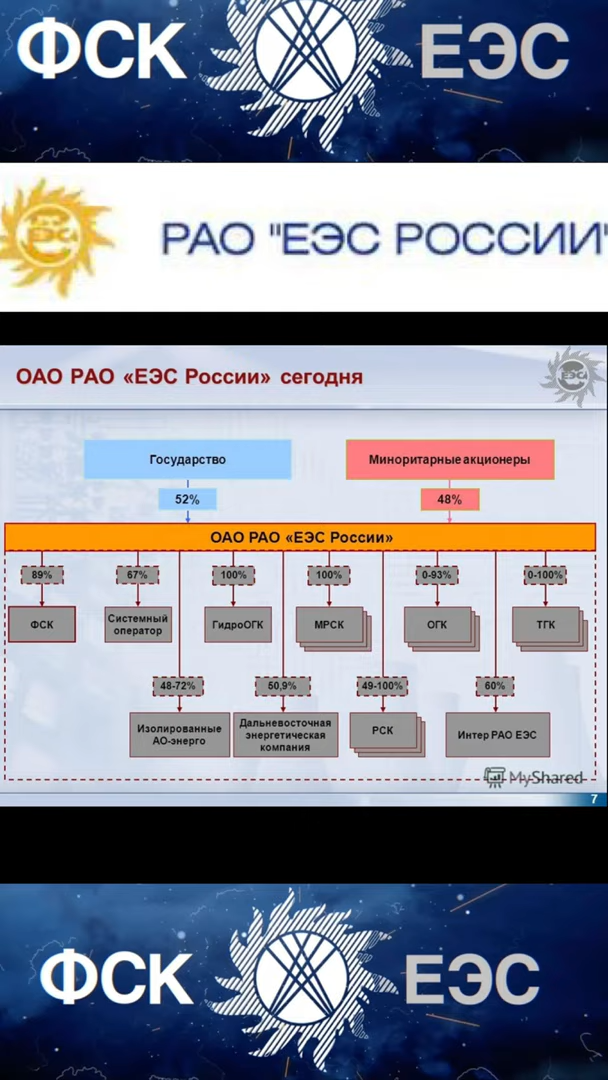 ФСК ЕЭС
ЕЭС
РАО "ЕЭС РОССИИ"
ОАО РАО «ЕЭС России» сегодня
ЕЭС
Государство
Миноритарные акционеры
52%
48%
ОАО РАО «ЕЭС России»
89%
67%
100%
100%
0-93%
0-100%
ФСК
Системный
оператор
ГидроОГК
МРСК
ОГК
ТГК
48-72%
50,9%
49-100%
60%
Изолированные
АО-энерго
Дальневосточная
энергетическая
компания
РСК
Интер РАО ЕЭС
MyShared
7
ФСК ЕЭС